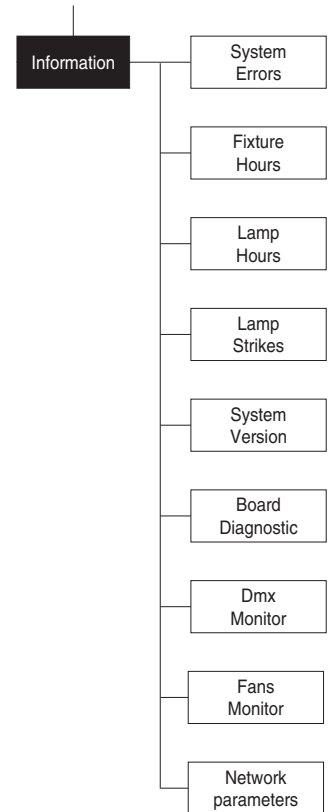 Information
System
Errors
Fixture
Hours
Lamp
Hours
Lamp
Strikes
System
Version
Board
Diagnostic
Dmx
Monitor
Fans
Monitor
Network
parameters